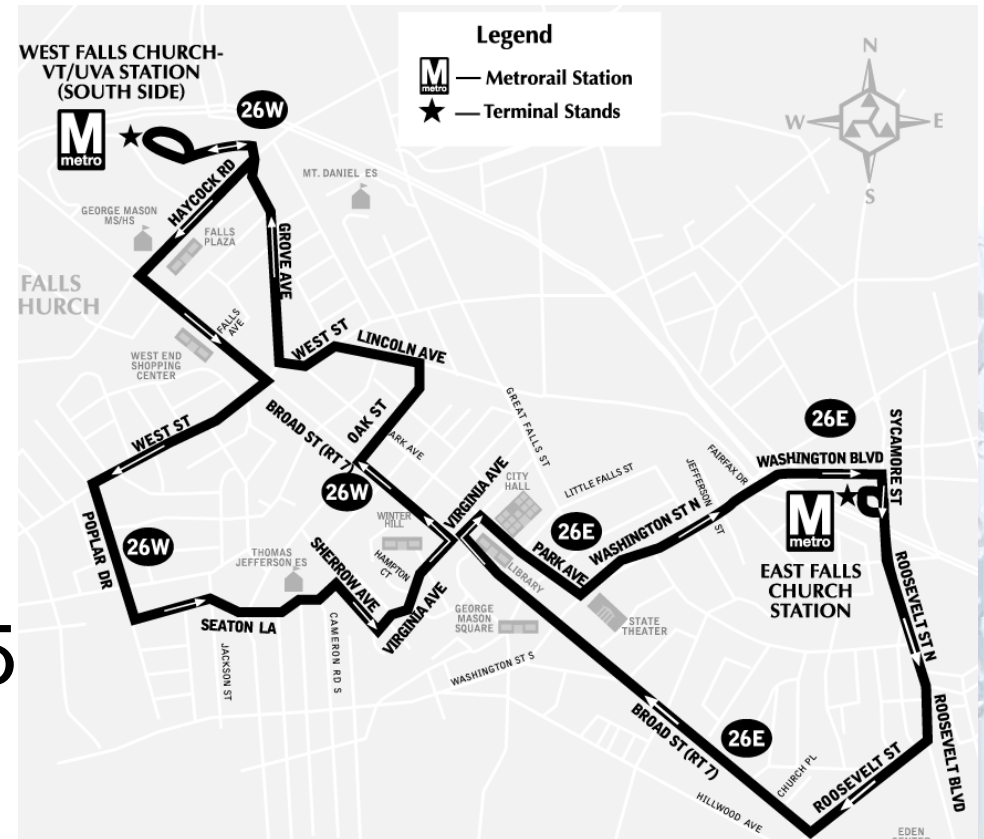 Legend
M
metro
— Metrorail Station
★ — Terminal Stands
N
W
E
S
WEST FALLS CHURCH-
VT/UVA STATION
(SOUTH SIDE)
M
metro
26W
MT. DANIEL ES
HAYCOCK RD
GEORGE MASON
MS/HS
FALLS
PLAZA
GROVE AVE
FALLS
HURCH
FALLS
AVE
WEST END
SHOPPING
CENTER
WEST ST
LINCOLN AVE
BROAD ST (RT 7)
OAK ST
ARK AVE
GREAT FALLS ST
WEST ST
26W
VIRGINIA AVE
CITY
HALL
LITTLE FALLS ST
JEFFERSON
ST
FAIRFAX DR
26E
WASHINGTON BLVD
SYCAMORE ST
M
metro
EAST FALLS
CHURCH
STATION
POPLAR DR
26W
THOMAS
JEFFERSON ES
SHERROW AVE
WINTER
HILL
HAMPTON
CT
26E
PARK AVE
WASHINGTON ST N
LIBRARY
VIRGINIA AVE
GEORGE
MASON
SQUARE
STATE
THEATER
ROOSEVELT ST N
5
SEATON LA
JACKSON ST
CAMERON RD S
WASHINGTON ST S
BROAD ST (RT 7)
26E
ROOSEVELT BLVD
CHURCH PL
ROOSEVELT ST
HILLWOOD AVE
EDEN